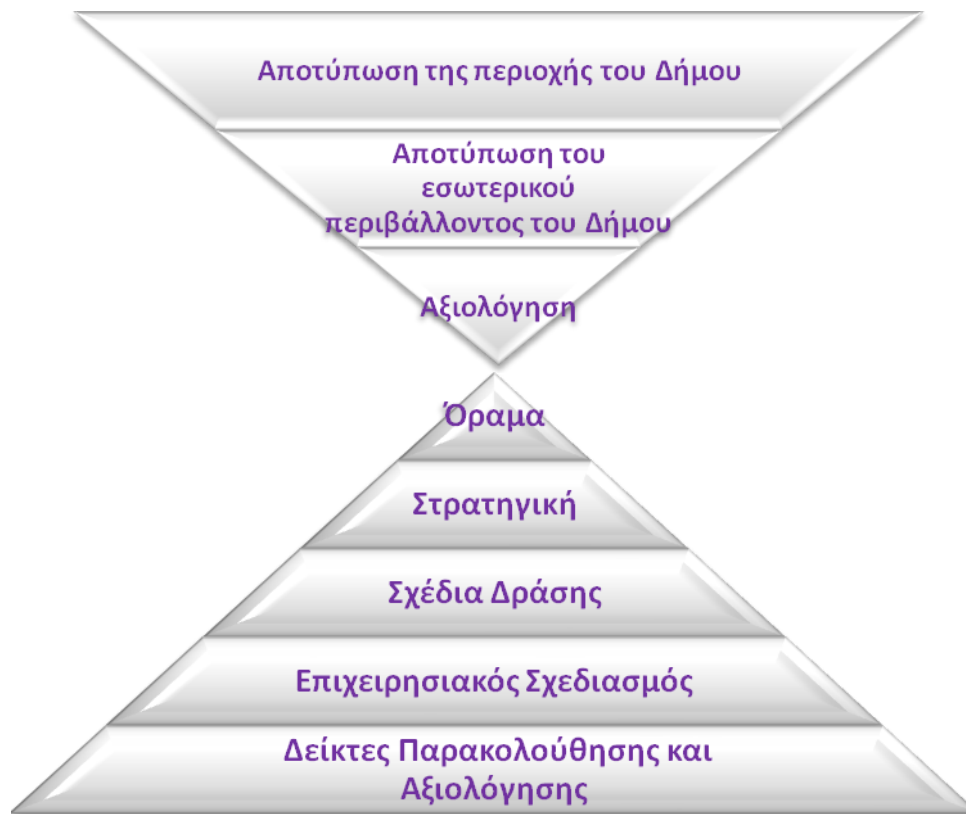 Αποτύπωση της περιοχής του Δήμου
Αποτύπωση του
εσωτερικού
περιβάλλοντος του Δήμου
Αξιολόγηση
Όραμα
Στρατηγική
Σχέδια Δράσης
Επιχειρησιακός Σχεδιασμός
Δείκτες Παρακολούθησης και
Αξιολόγησης